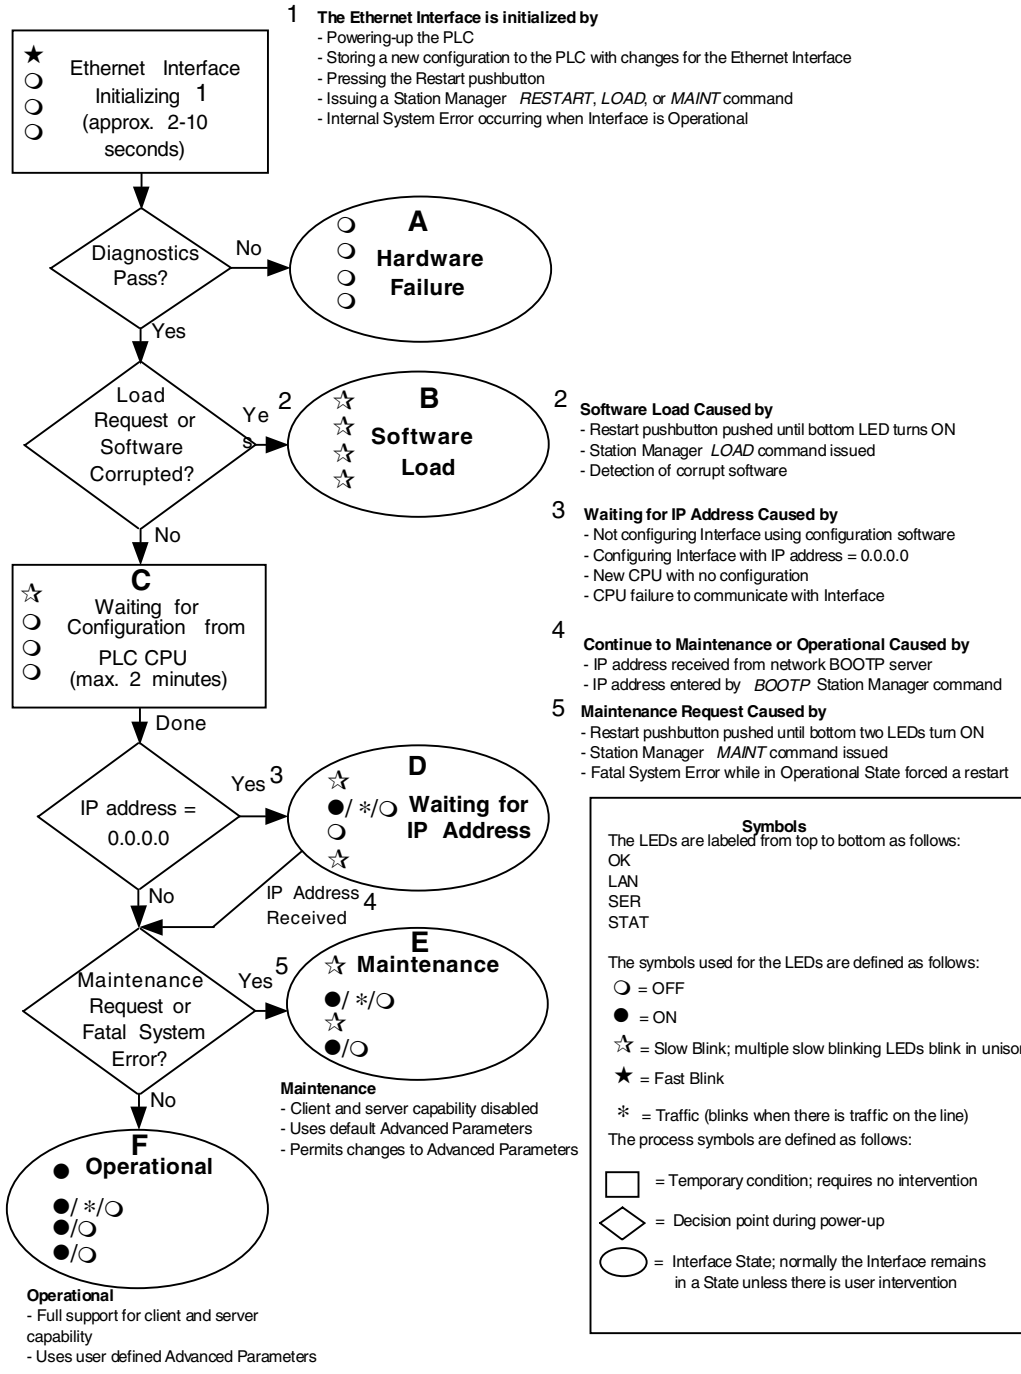 1 The Ethernet Interface is initialized by
- Powering-up the PLC
- Storing a new configuration to the PLC with changes for the Ethernet Interface
- Pressing the Restart pushbutton
- Issuing a Station Manager RESTART, LOAD, or MAINT command
- Internal System Error occurring when Interface is Operational
Ethernet Interface
Initializing 1
(approx. 2-10
seconds)
Diagnostics
Pass?
No
A
Hardware
Failure
Yes
Load
Request or
Software
Corrupted?
Ye
s
2
B
Software
Load
2 Software Load Caused by
- Restart pushbutton pushed until bottom LED turns ON
- Station Manager LOAD command issued
- Detection of corrupt software
No
3 Waiting for IP Address Caused by
- Not configuring Interface using configuration software
- Configuring Interface with IP address = 0.0.0.0
- New CPU with no configuration
- CPU failure to communicate with Interface
C
Waiting for
Configuration from
PLC CPU
(max. 2 minutes)
4 Continue to Maintenance or Operational Caused by
- IP address received from network BOOTP server
- IP address entered by BOOTP Station Manager command
Done
5 Maintenance Request Caused by
- Restart pushbutton pushed until bottom two LEDs turn ON
- Station Manager MAINT command issued
- Fatal System Error while in Operational State forced a restart
IP address =
0.0.0.0
Yes 3
D
/ */
Waiting for
IP Address
No
IP Address
Received
4
Maintenance
Request or
Fatal System
Error?
Yes 5
E
Maintenance
/ */
/
Maintenance
- Client and server capability disabled
- Uses default Advanced Parameters
- Permits changes to Advanced Parameters
No
F
Operational
/ */
/
/
Operational
- Full support for client and server
capability
- Uses user defined Advanced Parameters
Symbols
The LEDs are labeled from top to bottom as follows:
OK
LAN
SER
STAT
The symbols used for the LEDs are defined as follows:
= OFF
= ON
= Slow Blink; multiple slow blinking LEDs blink in unison
= Fast Blink
* = Traffic (blinks when there is traffic on the line)
The process symbols are defined as follows:
= Temporary condition; requires no intervention
= Decision point during power-up
= Interface State; normally the Interface remains
in a State unless there is user intervention